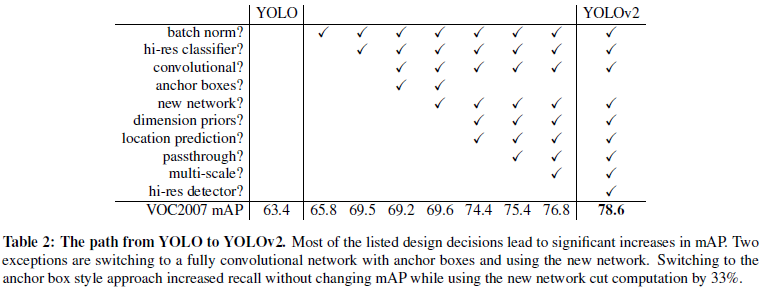 YOLO YOLOv2
batch norm? ✓ ✓ ✓ ✓ ✓ ✓ ✓ ✓
hi-res classifier? ✓ ✓ ✓ ✓ ✓ ✓ ✓
convolutional? ✓ ✓ ✓ ✓ ✓ ✓
anchor boxes? ✓ ✓
new network? ✓ ✓ ✓ ✓ ✓
dimension priors? ✓ ✓ ✓ ✓
location prediction? ✓ ✓ ✓ ✓
passthrough? ✓ ✓ ✓
multi-scale? ✓ ✓
hi-res detector? ✓
VOC2007 mAP 63.4 65.8 69.5 69.2 69.6 74.4 75.4 76.8 78.6
Table 2: The path from YOLO to YOLOv2. Most of the listed design decisions lead to significant increases in mAP. Two
exceptions are switching to a fully convolutional network with anchor boxes and using the new network. Switching to the
anchor box style approach increased recall without changing mAP while using the new network cut computation by 33%.